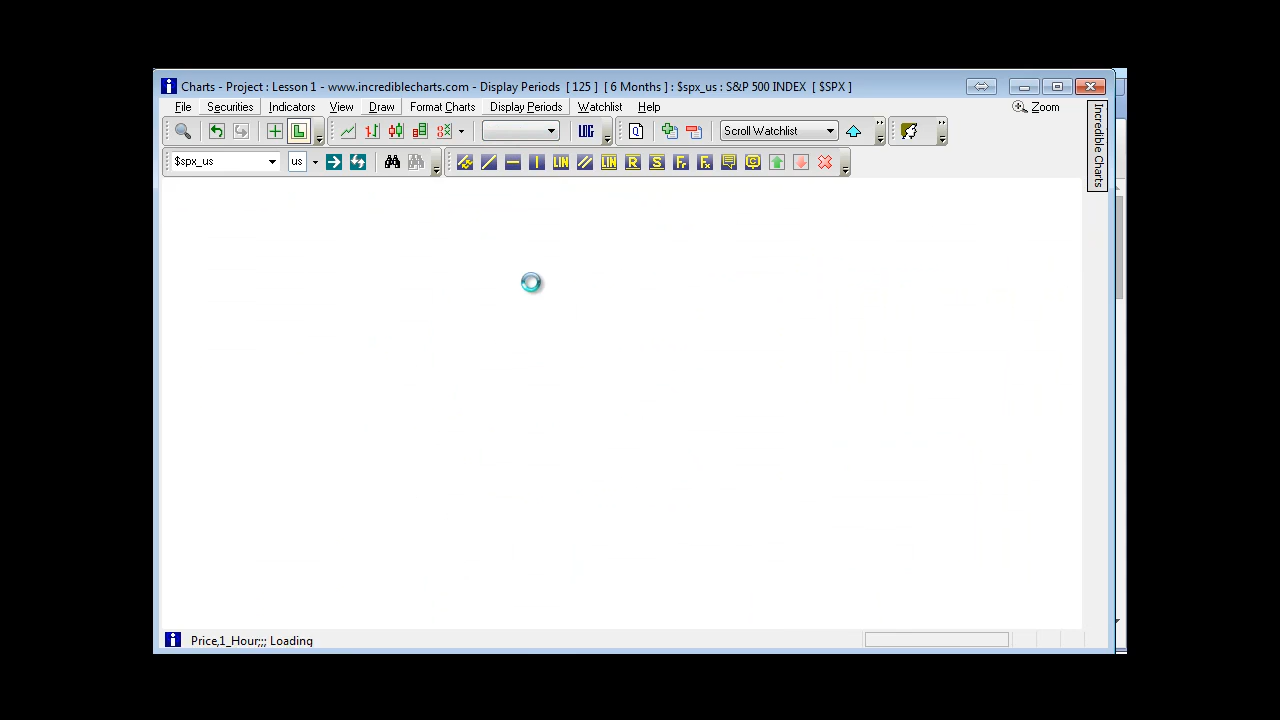 Charts - Project : Lesson 1 - www.incrediblecharts.com - Display Periods [ 125 ] [ 6 Months ] : $spx_us : S&P 500 INDEX [ $SPX ]
File Securities Indicators View Draw Format Charts Display Periods Watchlist Help Zoom
LOG Scroll Watchlist
$spx_us us LIN LIN R S
Incredible Charts
Price,1_Hour;;; Loading